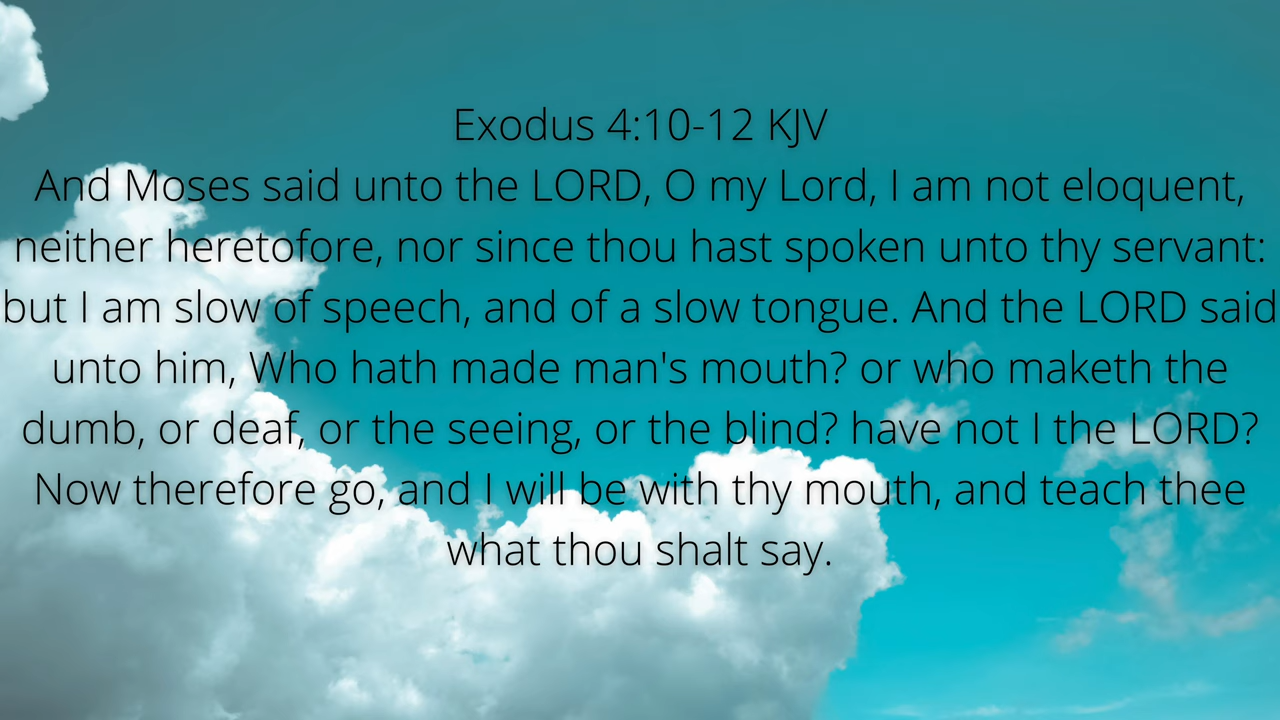 Exodus 4:10-12 KJV
And Moses said unto the LORD, O my Lord, I am not eloquent,
neither heretofore, nor since thou hast spoken unto thy servant:
but I am slow of speech, and of a slow tongue. And the LORD said
unto him, Who hath made man's mouth? or who maketh the
dumb, or deaf, or the seeing, or the blind? have not I the LORD?
Now therefore go, and I will be with thy mouth, and teach thee
what thou shalt say.